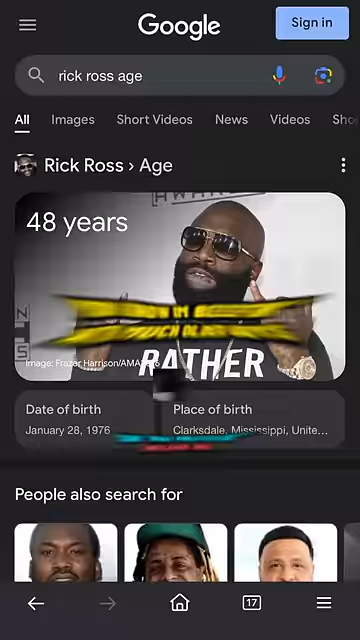 Google
Sign in
rick ross age
All Images Short Videos News Videos Sho
Rick Ross › Age
48 years
RATHER
Image: Frazer Harrison/AMA
Date of birth
January 28, 1976
Place of birth
Clarksdale, Mississippi, Unite...
People also search for
17